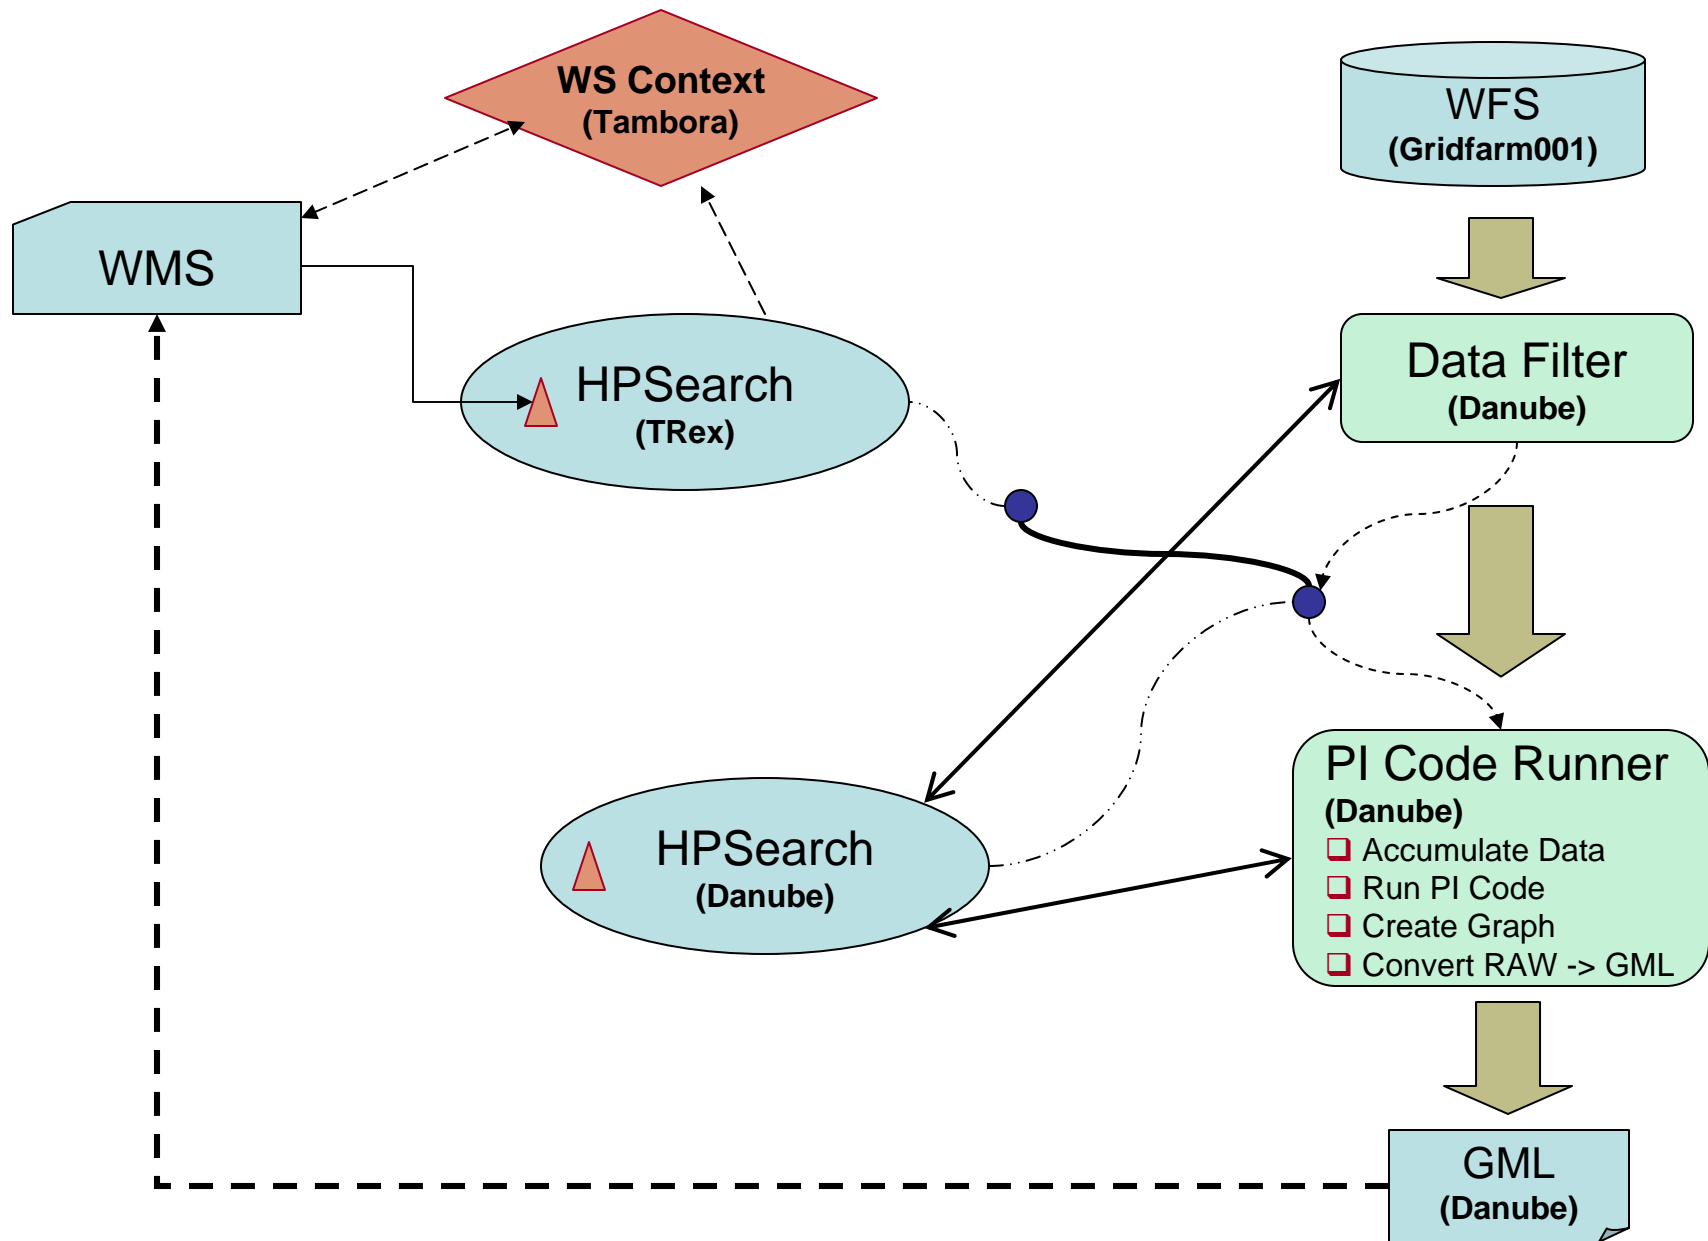 WS Context
(Tambora)
WFS
(Gridfarm001)
WMS
HPSearch
(TRex)
Data Filter
(Danube)
HPSearch
(Danube)
PI Code Runner
(Danube)
Accumulate Data
Run PI Code
Create Graph
Convert RAW -> GML
GML
(Danube)